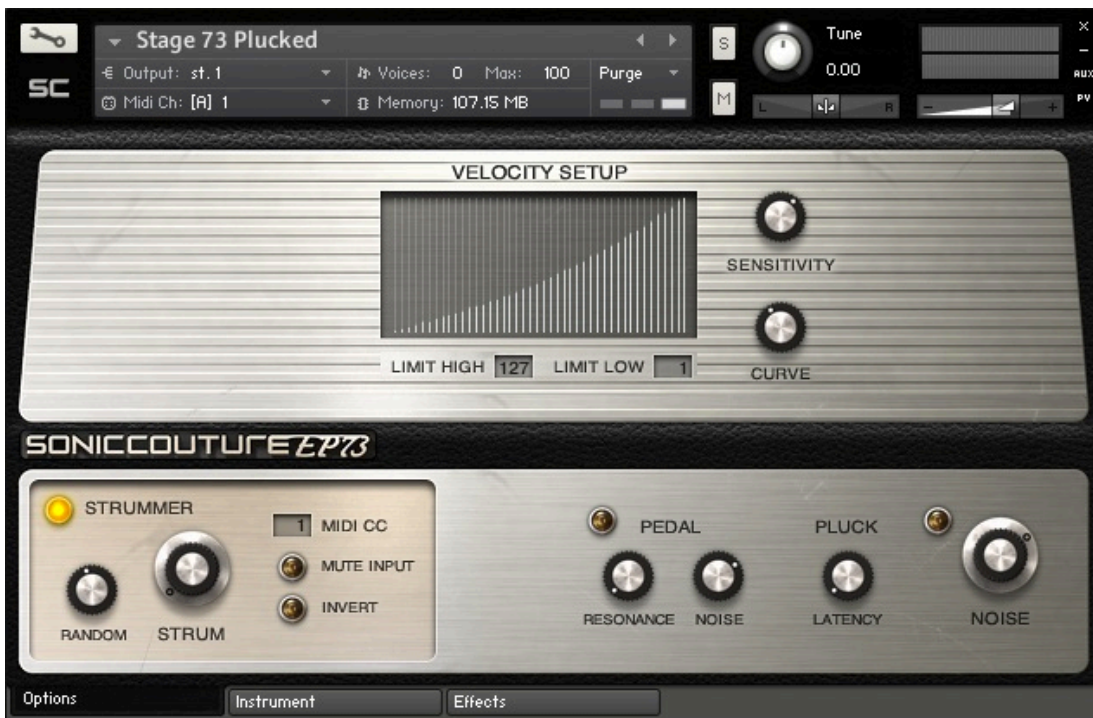 Stage 73 Plucked
SC
Output: st. 1
Voices: 0 Max: 100
Purge
Midi Ch: [A] 1
Memory: 107.15 MB
S
M
Tune
0.00
L R
- +
×
–
AUX
PV
VELOCITY SETUP
SENSITIVITY
LIMIT HIGH 127 LIMIT LOW 1
CURVE
SONICCOUTURE EP73
STRUMMER
1 MIDI CC
MUTE INPUT
INVERT
RANDOM
STRUM
PEDAL
RESONANCE NOISE
PLUCK
LATENCY
NOISE
Options
Instrument
Effects